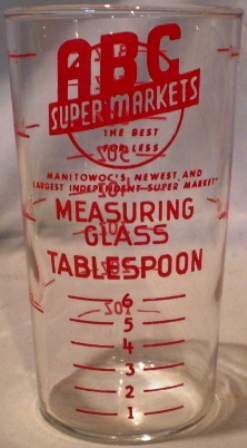 ABC
SUPER MARKETS
THE BEST
FOR LESS
MANITOWOC'S NEWEST AND
LARGEST INDEPENDENT SUPER MARKET
MEASURING
GLASS
TABLESPOON
6
5
4
3
2
1